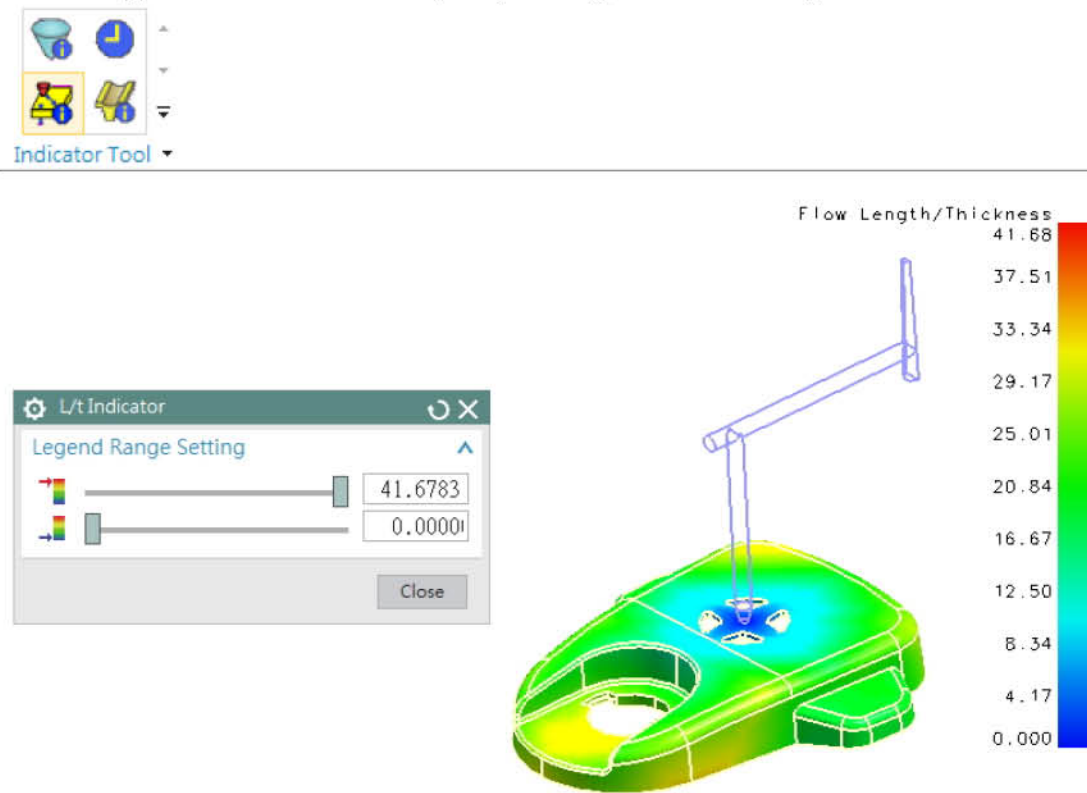 Indicator Tool
Flow Length/Thickness
41.68
37.51
33.34
29.17
25.01
20.84
16.67
12.50
8.34
4.17
0.000
L/t Indicator
Legend Range Setting
41.6783
0.0000
Close